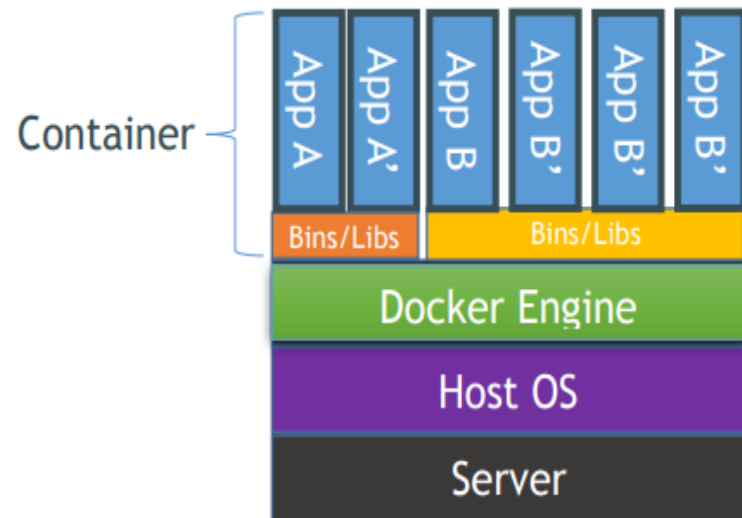 Container
App A
App A’
App B
App B’
App B’
App B’
Bins/Libs
Bins/Libs
Docker Engine
Host OS
Server